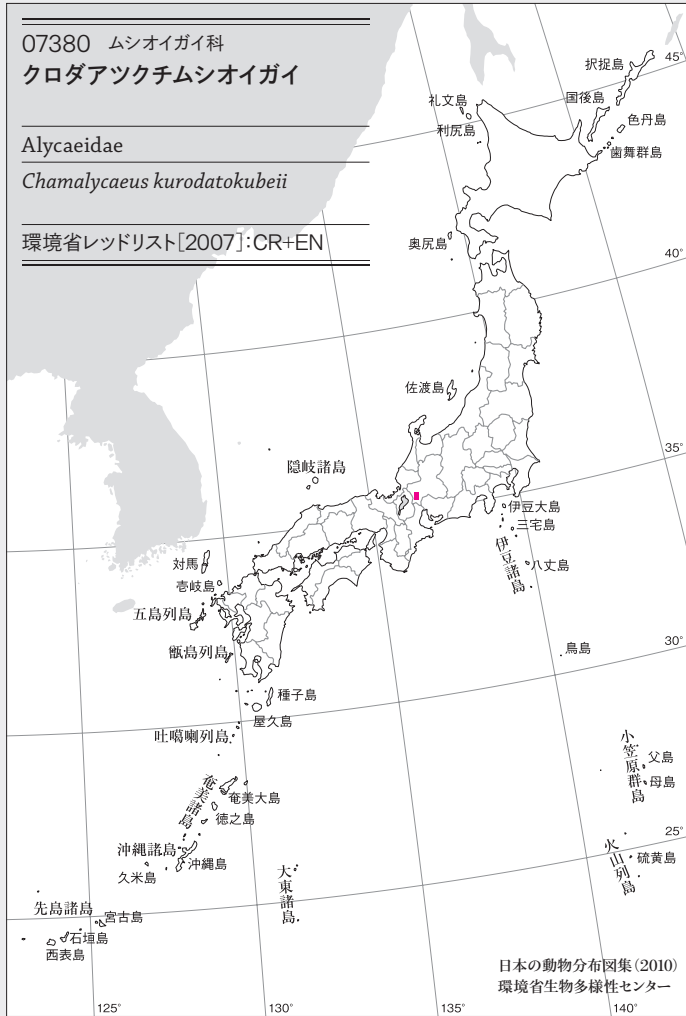 07380 ムシオイガイ科
クロダアツクチムシオイガイ
Alycaeidae
Chamalycaeus kurodatokubeii
環境省レッドリスト[2007]:CR+EN
択捉島
45°
国後島
礼文島
色丹島
利尻島
歯舞群島
奥尻島
40°
佐渡島
35°
隠岐諸島
伊豆大島
三宅島
伊豆諸島
八丈島
対馬
壱岐島
五島列島
甑島列島
鳥島
30°
種子島
屋久島
吐噶喇列島
小笠原群島
父島
母島
奄美諸島
奄美大島
徳之島
25°
沖縄諸島
沖縄島
久米島
火山列島
硫黄島
大東諸島
先島諸島
宮古島
石垣島
西表島
日本の動物分布図集(2010)
環境省生物多様性センター
125°
130°
135°
140°